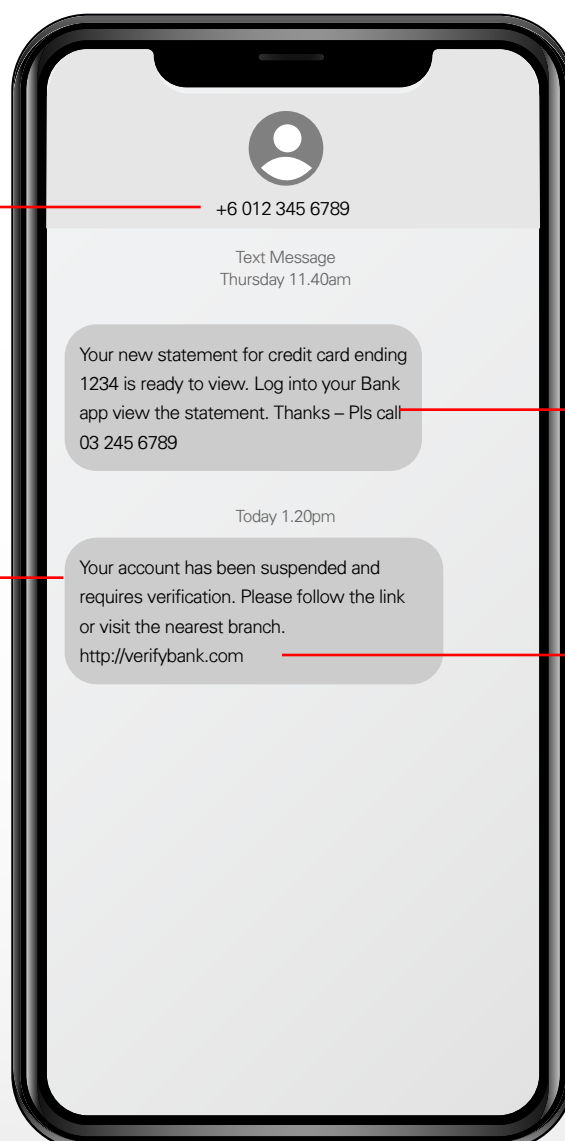 +6 012 345 6789
Text Message
Thursday 11.40am
Your new statement for credit card ending
1234 is ready to view. Log into your Bank
app view the statement. Thanks – Pls call
03 245 6789
Today 1.20pm
Your account has been suspended and
requires verification. Please follow the link
or visit the nearest branch.
http://verifybank.com